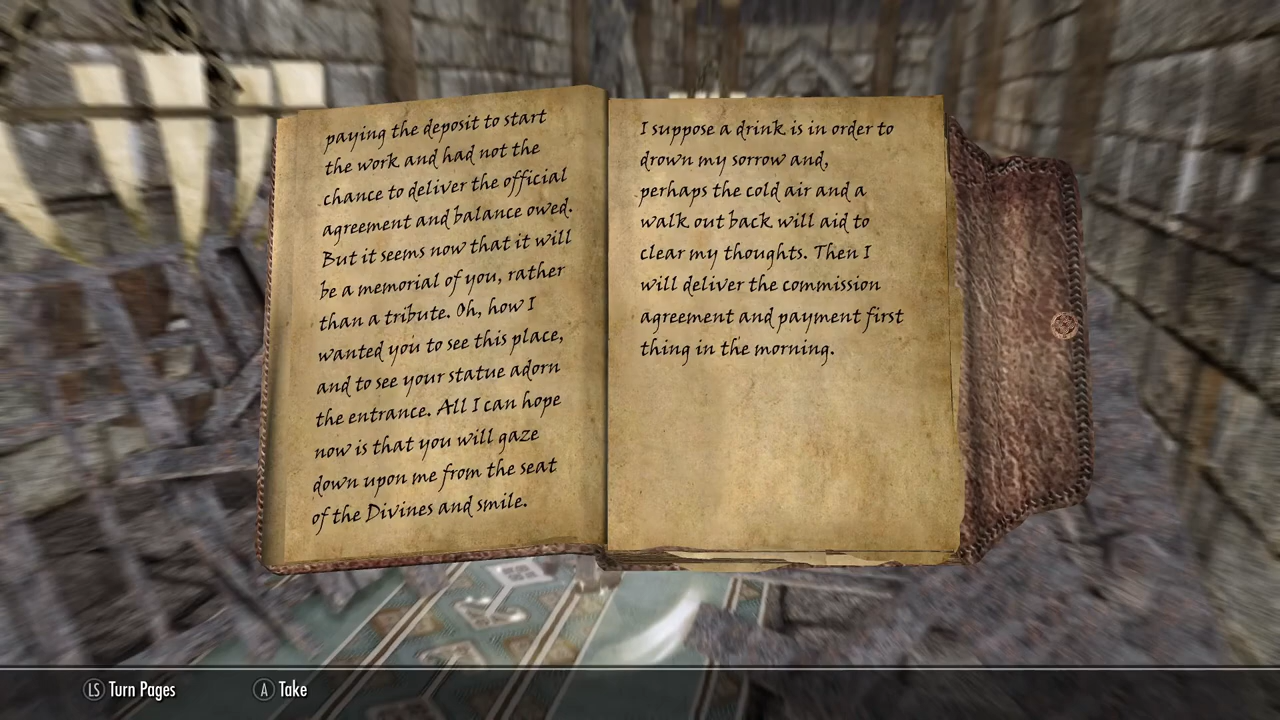 paying the deposit to start
the work and had not the
chance to deliver the official
agreement and balance owed.
But it seems now that it will
be a memorial of you, rather
than a tribute. Oh, how I
wanted you to see this place,
and to see your statue adorn
the entrance. All I can hope
now is that you will gaze
down upon me from the seat
of the Divines and smile.
I suppose a drink is in order to
drown my sorrow and,
perhaps the cold air and a
walk out back will aid to
clear my thoughts. Then I
will deliver the commission
agreement and payment first
thing in the morning.
LS Turn Pages
A Take